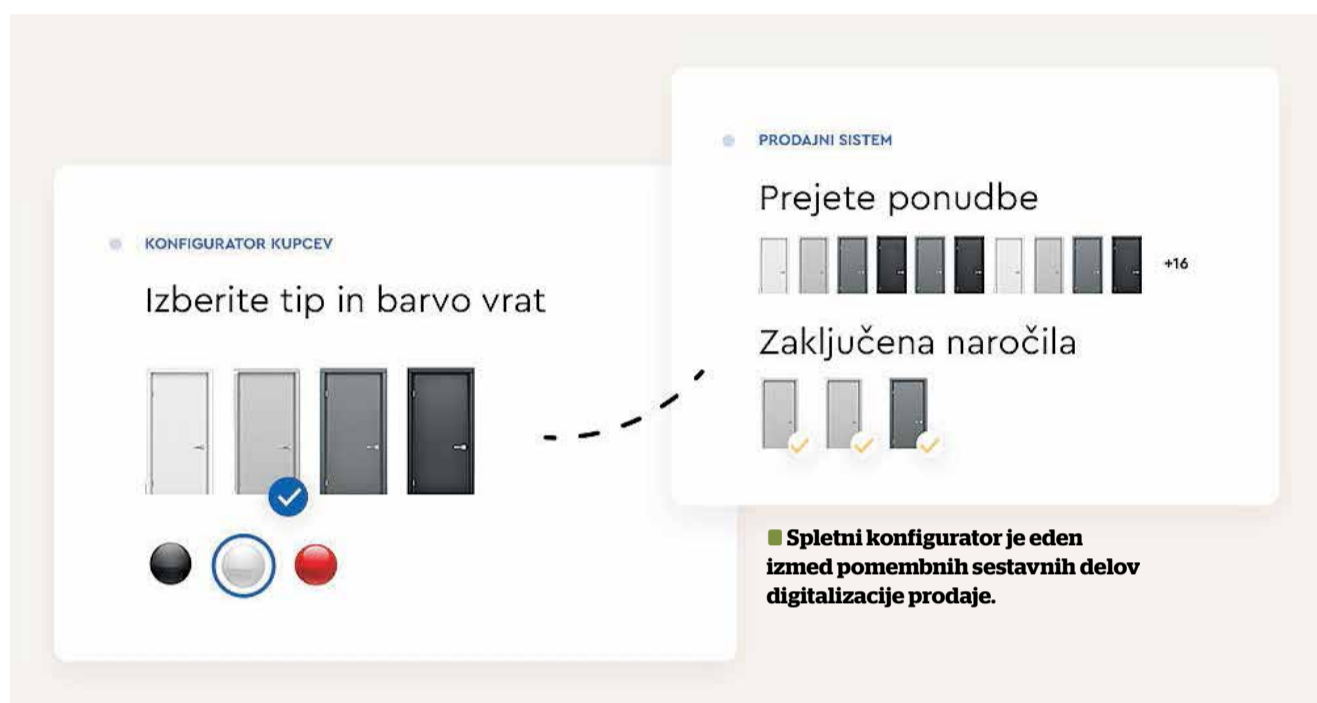 KONFIGURATOR KUPCEV
Izberite tip in barvo vrat
PRODAJNI SISTEM
Prejete ponudbe
+16
Zaključena naročila
Spletni konfigurator je eden
izmed pomembnih sestavnih delov
digitalizacije prodaje.